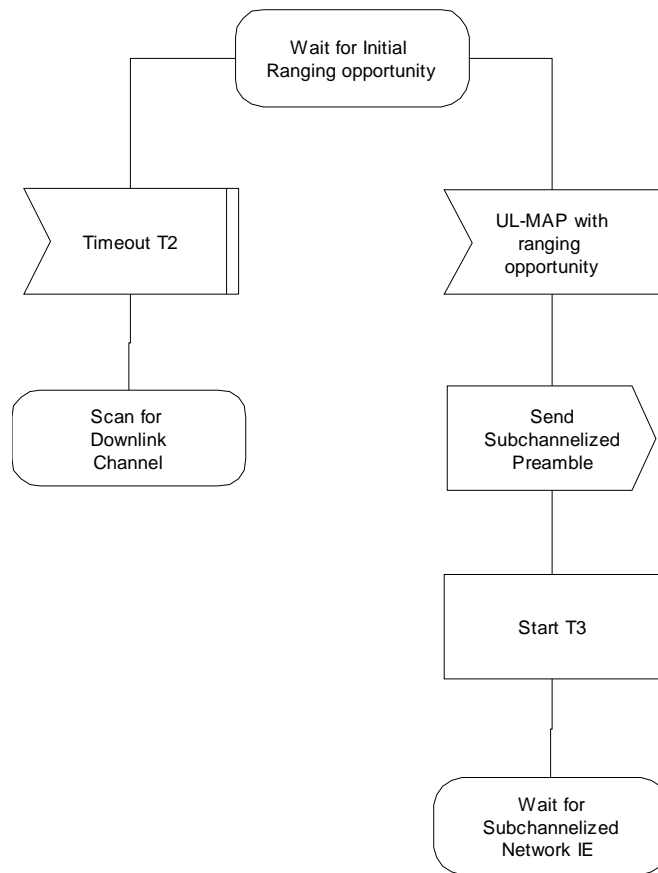 Wait for Initial
Ranging opportunity
Timeout T2
UL-MAP with
ranging
opportunity
Scan for
Downlink
Channel
Send
Subchannelized
Preamble
Start T3
Wait for
Subchannelized
Network IE